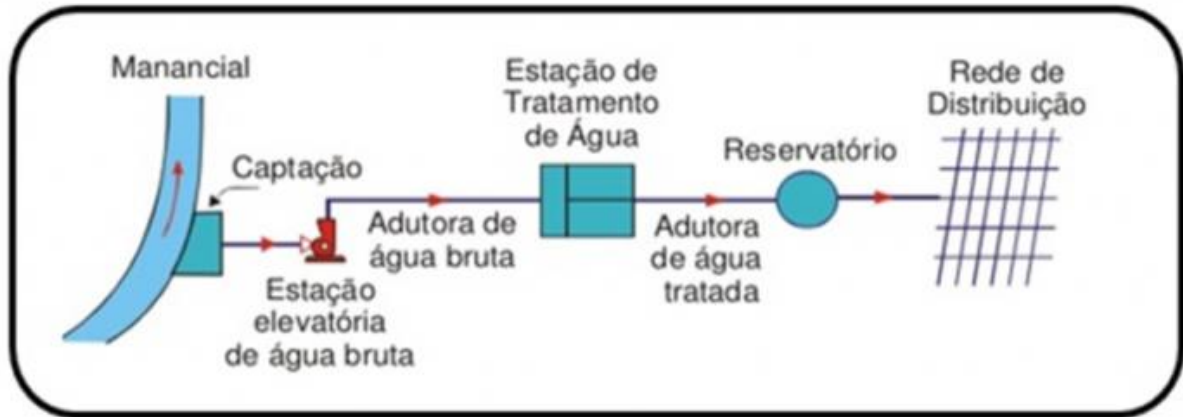 Manancial
Captação
Estação
elevatória
de água bruta
Adutora de
água bruta
Estação de
Tratamento
de Água
Adutora
de água
tratada
Reservatório
Rede de
Distribuição